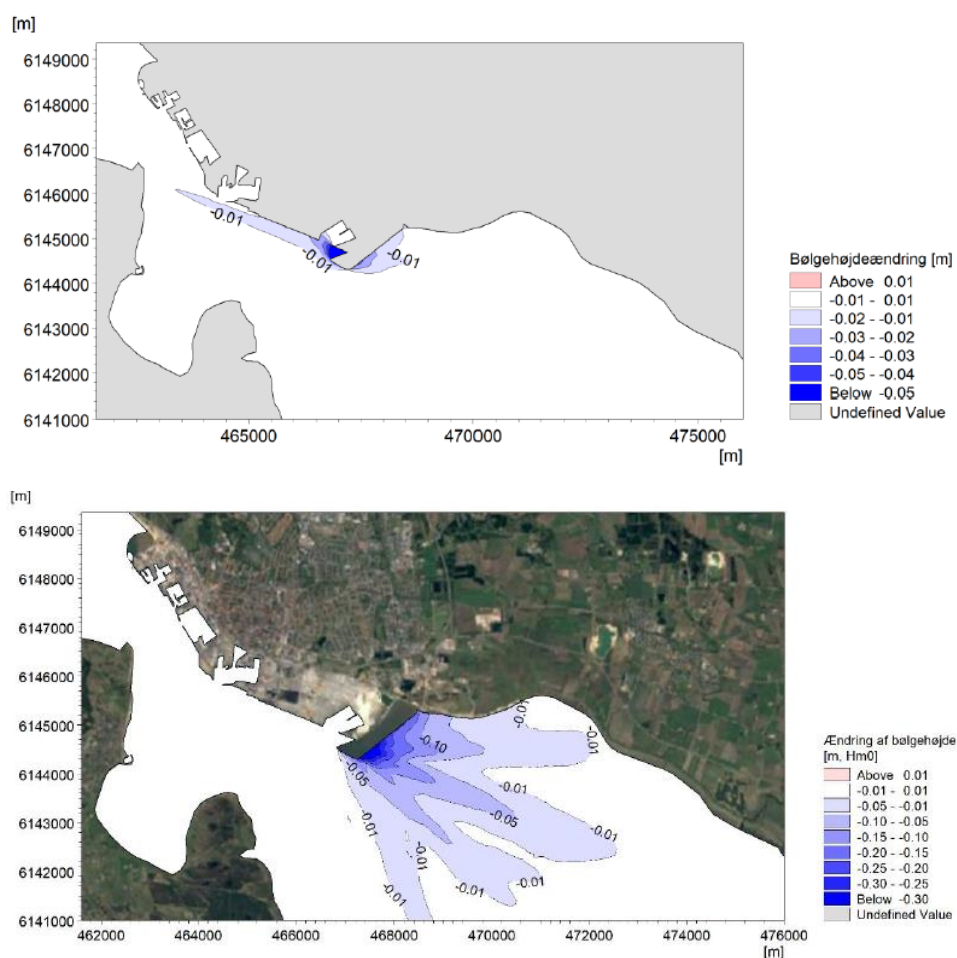 [m]
6149000
6148000
6147000
6146000
6145000
6144000
6143000
6142000
6141000
-0.01
-0.01
-0.01
465000 470000 475000
[m]
Bølgehøjdeændring [m]
Above 0.01
-0.01 - 0.01
-0.02 - -0.01
-0.03 - -0.02
-0.04 - -0.03
-0.05 - -0.04
Below -0.05
Undefined Value
[m]
6149000
6148000
6147000
6146000
6145000
6144000
6143000
6142000
6141000
-0.01
-0.10
-0.05
-0.01
-0.05
-0.01
-0.01
-0.01
-0.01
-0.01
462000 464000 466000 468000 470000 472000 474000 476000
[m]
Ændring af bølgehøjde
[m, Hm0]
Above 0.01
-0.01 - 0.01
-0.05 - -0.01
-0.10 - -0.05
-0.15 - -0.10
-0.20 - -0.15
-0.25 - -0.20
-0.30 - -0.25
Below -0.30
Undefined Value